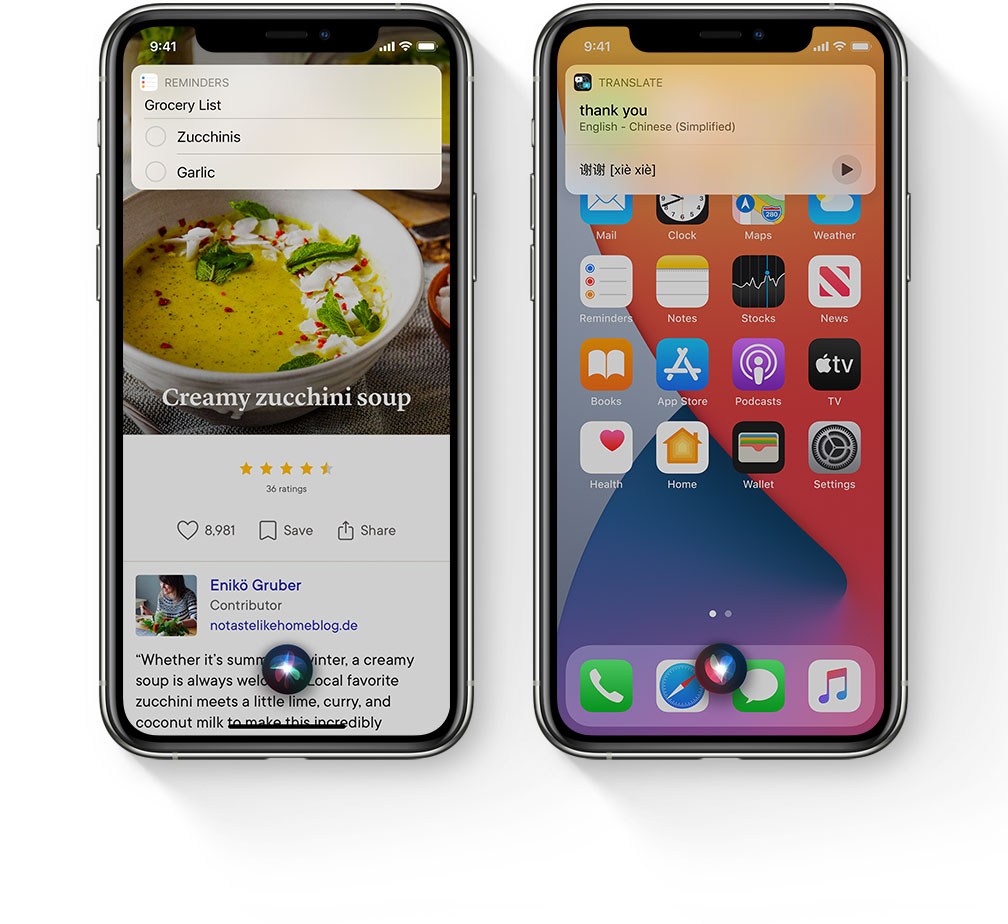 9:41
REMINDERS
Grocery List
Zucchinis
Garlic
Creamy zucchini soup
36 ratings
8,981 Save Share
Enikö Gruber
Contributor
notastelikehomeblog.de
“Whether it’s summ winter, a creamy
soup is always welc Local favorite
zucchini meets a little lime, curry, and
coconut milk to make this incredibly
9:41
TRANSLATE
thank you
English - Chinese (Simplified)
谢谢 [xiè xiè]
Mail Clock Maps Weather
280
Reminders Notes Stocks News
Books App Store Podcasts TV
tv
Health Home Wallet Settings